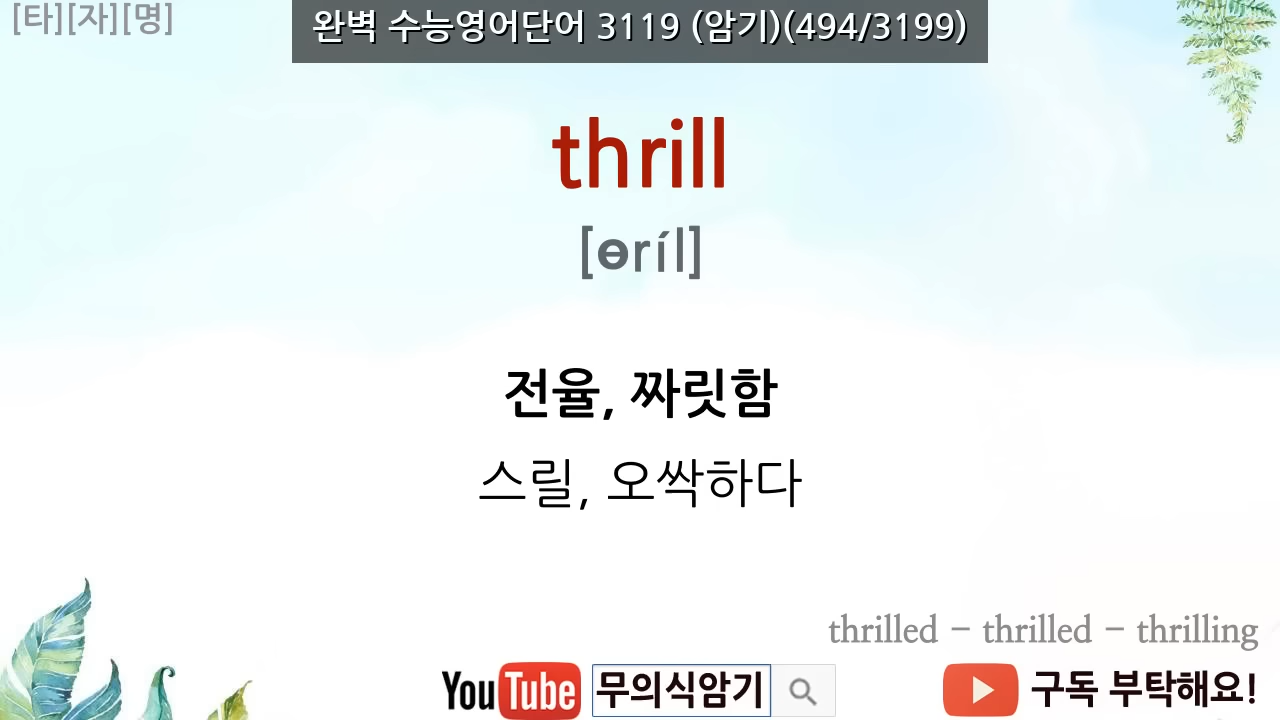 [타][자][명]
완벽 수능영어단어 3119 (암기)(494/3199)
thrill
[θríl]
전율, 짜릿함
스릴, 오싹하다
thrilled - thrilled - thrilling
YouTube 무의식암기
구독 부탁해요!